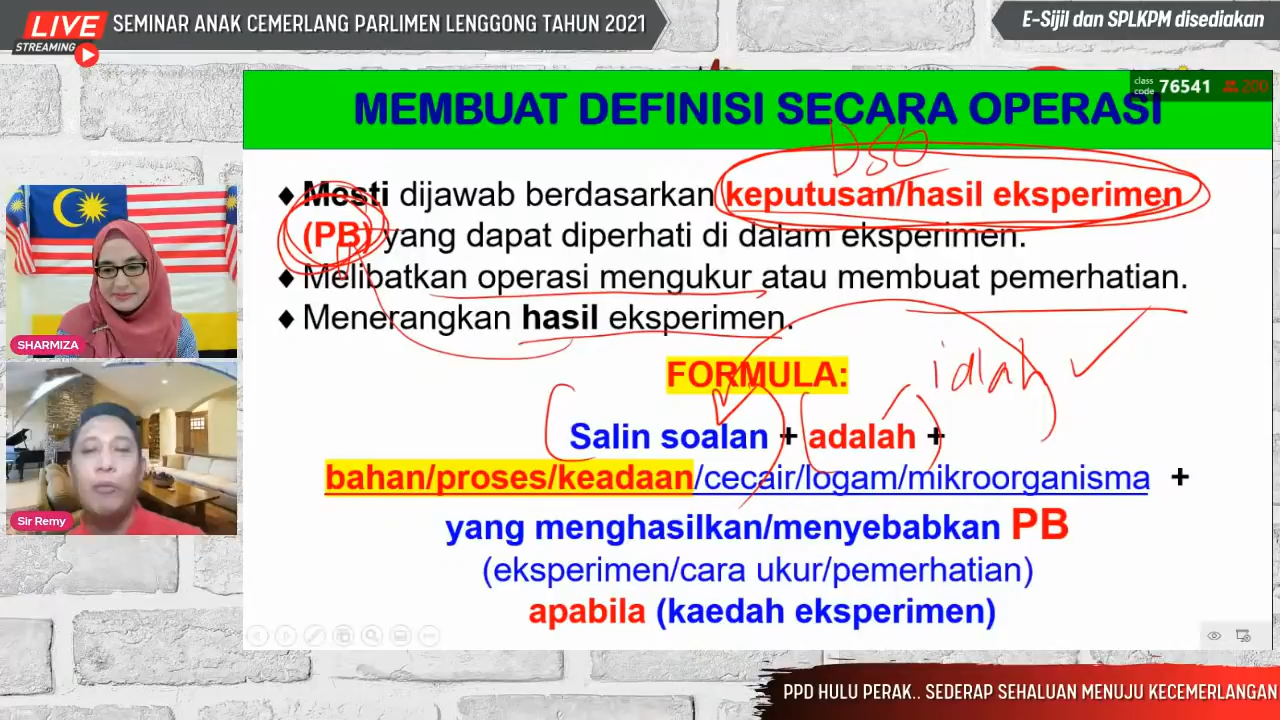 LIVE
STREAMING
SEMINAR ANAK CEMERLANG PARLIMEN LENGGONG TAHUN 2021
E-Sijil dan SPLKPM disediakan
class code 76541 200
MEMBUAT DEFINISI SECARA OPERASI
DSO
♦ Mesti dijawab berdasarkan keputusan/hasil eksperimen
(PB) yang dapat diperhati di dalam eksperimen.
♦ Melibatkan operasi mengukur atau membuat pemerhatian.
♦ Menerangkan hasil eksperimen.
SHARMIZA
FORMULA:
Salin soalan + adalah +
bahan/proses/keadaan/cecair/logam/mikroorganisma +
yang menghasilkan/menyebabkan PB
(eksperimen/cara ukur/pemerhatian)
apabila (kaedah eksperimen)
Sir Remy
PPD HULU PERAK.. SEDERAP SEHALUAN MENUJU KECEMERLANGAN